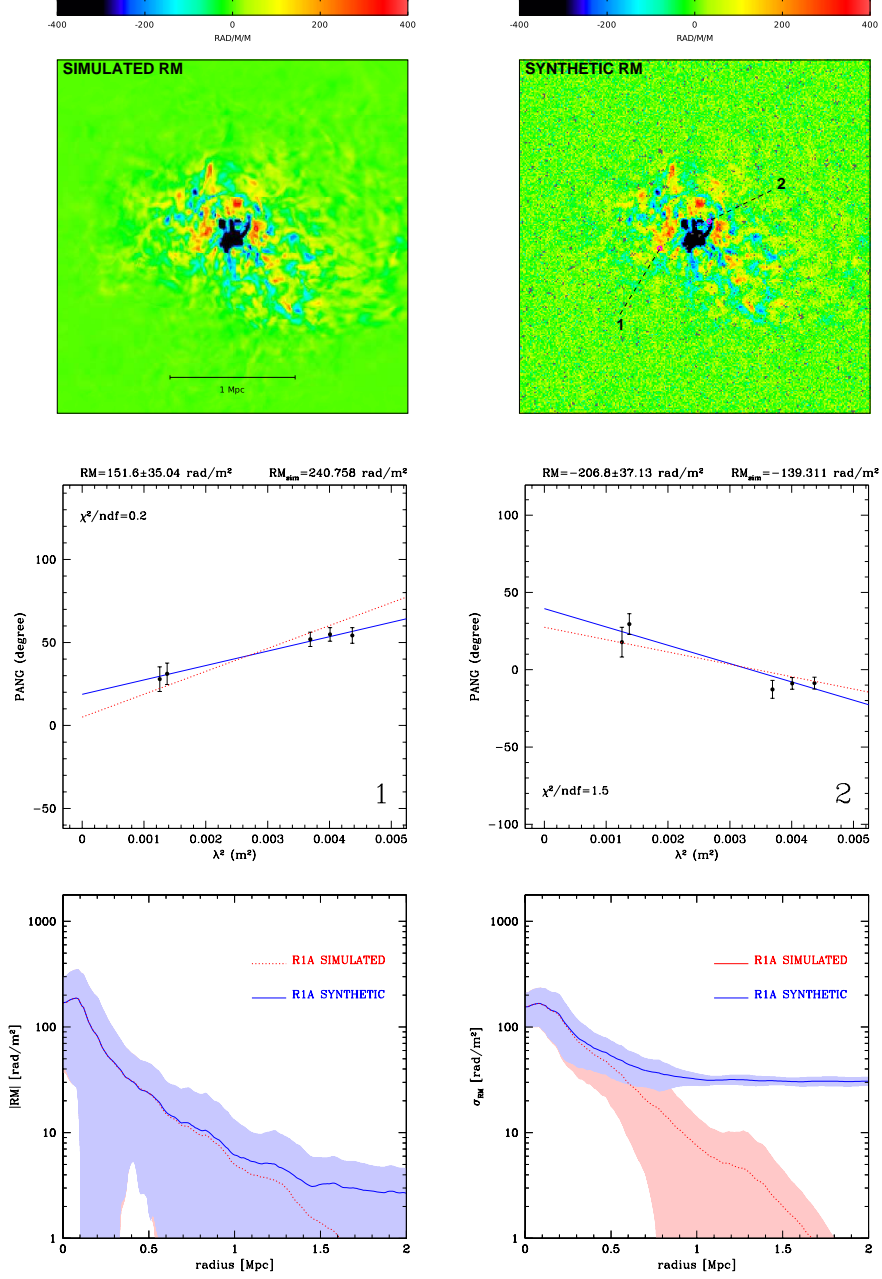 -400 -200 0 200 400
RAD/M/M
-400 -200 0 200 400
RAD/M/M
SIMULATED RM
1 Mpc
SYNTHETIC RM
2
1
RM=151.6±35.04 rad/m² RMsim=240.758 rad/m²
χ²/ndf=0.2
PANG (degree)
100
50
0
-50
1
0 0.001 0.002 0.003 0.004 0.005
λ² (m²)
RM=-206.8±37.13 rad/m² RMsim=-139.311 rad/m²
PANG (degree)
100
50
0
-50
-100
χ²/ndf=1.5
2
0 0.001 0.002 0.003 0.004 0.005
λ² (m²)
|RM| [rad/m²]
1000
100
10
1
R1A SIMULATED
R1A SYNTHETIC
0 0.5 1 1.5 2
radius [Mpc]
σRM [rad/m²]
1000
100
10
1
R1A SIMULATED
R1A SYNTHETIC
0 0.5 1 1.5 2
radius [Mpc]